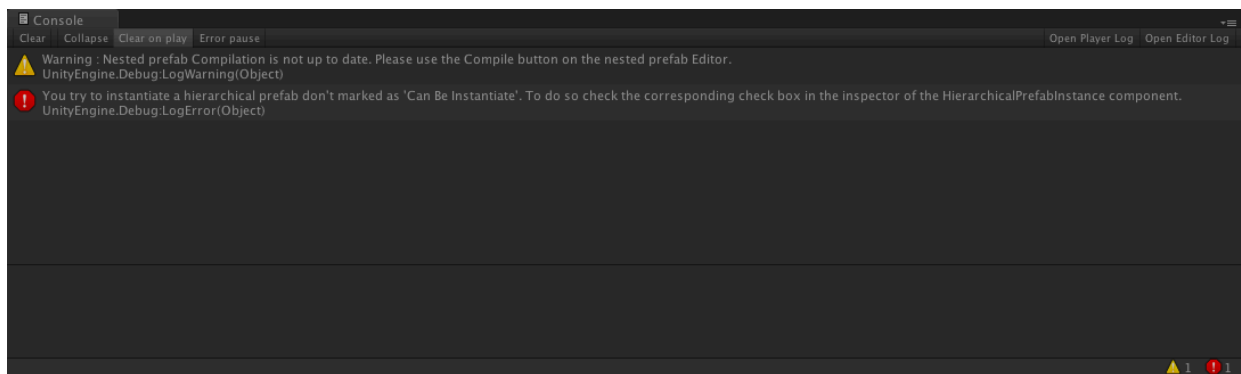 Console
Clear Collapse Clear on play Error pause Open Player Log Open Editor Log
Warning : Nested prefab Compilation is not up to date. Please use the Compile button on the nested prefab Editor.
UnityEngine.Debug:LogWarning(Object)
You try to instantiate a hierarchical prefab don't marked as 'Can Be Instantiate'. To do so check the corresponding check box in the inspector of the HierarchicalPrefabInstance component.
UnityEngine.Debug:LogError(Object)
1 1